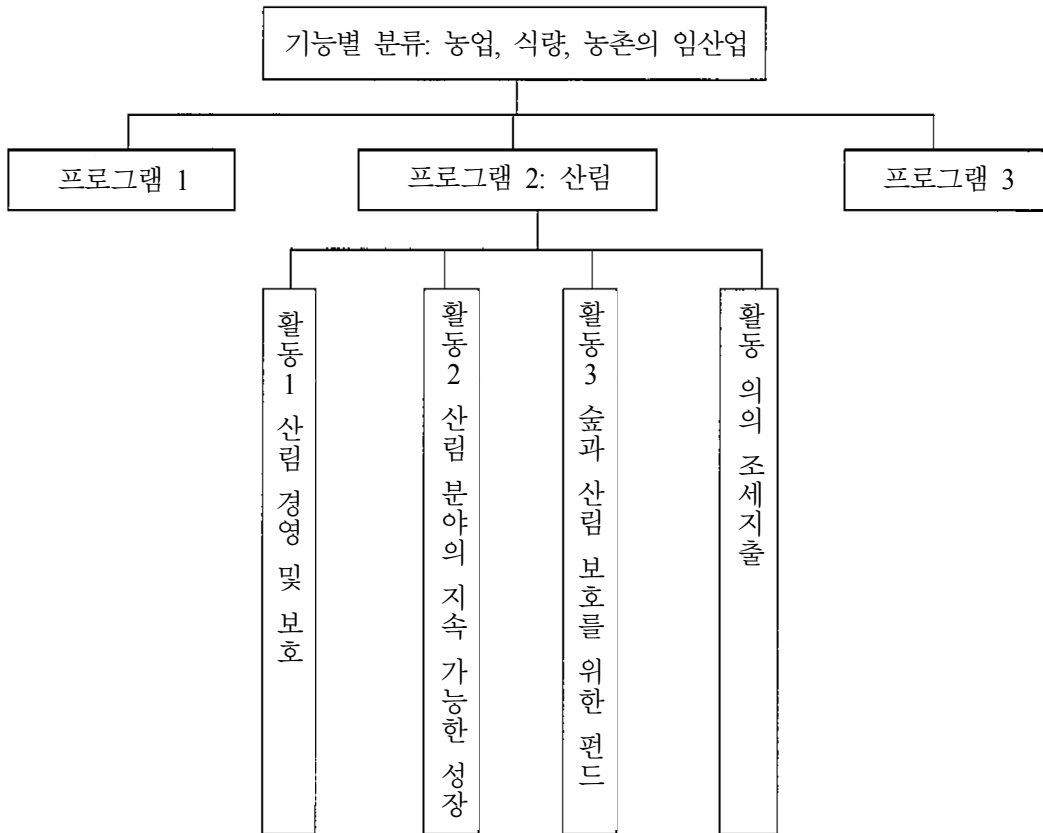 기능별 분류: 농업, 식량, 농촌의 임산업
프로그램 1
프로그램 2: 산림
프로그램 3
활동1 산림 경영 및 보호
활동2 산림 분야의 지속 가능한 성장
활동3 숲과 산림 보호를 위한 펀드
활동 의의 조세지출